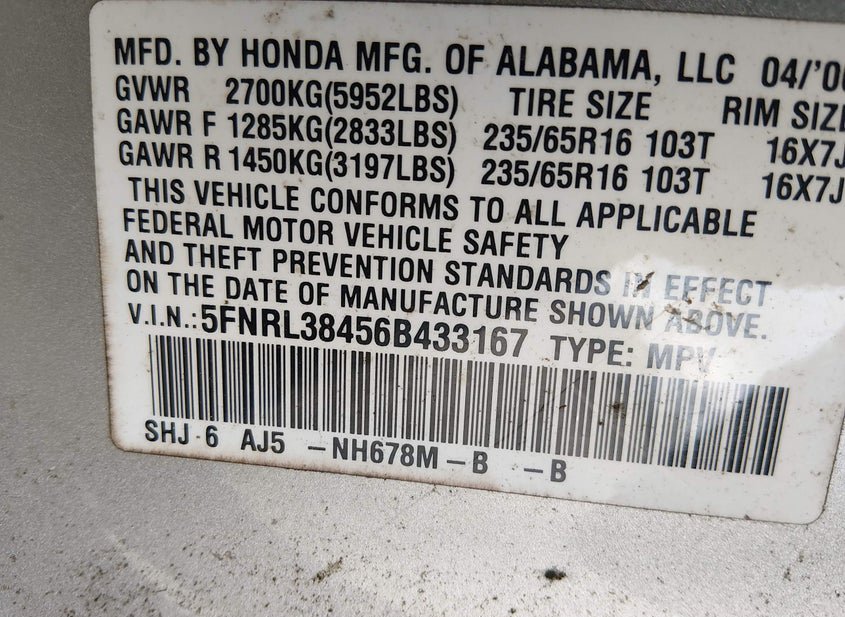 MFD. BY HONDA MFG. OF ALABAMA, LLC 04/'0
GVWR 2700KG(5952LBS) TIRE SIZE RIM SIZE
GAWR F 1285KG(2833LBS) 235/65R16 103T 16X7J
GAWR R 1450KG(3197LBS) 235/65R16 103T 16X7J
THIS VEHICLE CONFORMS TO ALL APPLICABLE
FEDERAL MOTOR VEHICLE SAFETY
AND THEFT PREVENTION STANDARDS IN EFFECT
ON THE DATE OF MANUFACTURE SHOWN ABOVE.
V.I.N.: 5FNRL38456B433167 TYPE: MPV
SHJ-6 AJ5 -NH678M-B -B